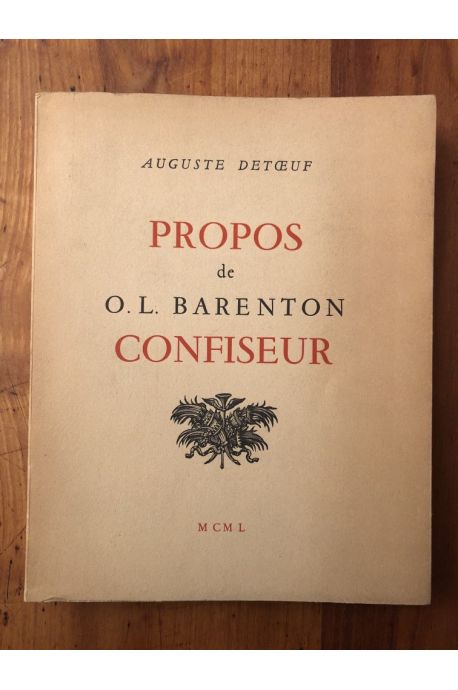 AUGUSTE DETŒUF
PROPOS
de
O. L. BARENTON
CONFISEUR
MCML